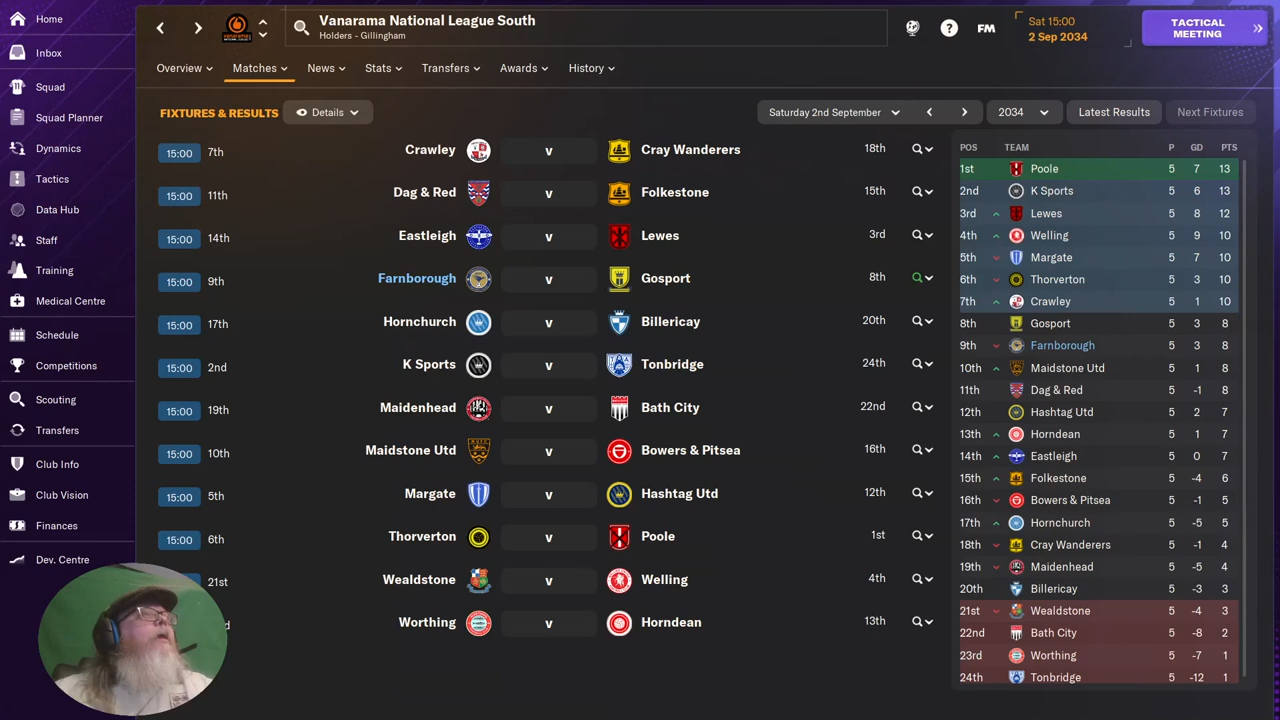 Home
Inbox
Squad
Squad Planner
Dynamics
Tactics
Data Hub
Staff
Training
Medical Centre
Schedule
Competitions
Scouting
Transfers
Club Info
Club Vision
Finances
Dev. Centre
Vanarama National League South
Holders - Gillingham
FM
Sat 15:00
2 Sep 2034
TACTICAL
MEETING
Overview Matches News Stats Transfers Awards History
FIXTURES & RESULTS Details Saturday 2nd September 2034 Latest Results Next Fixtures
15:00 7th Crawley v Cray Wanderers 18th
15:00 11th Dag & Red v Folkestone 15th
15:00 14th Eastleigh v Lewes 3rd
15:00 9th Farnborough v Gosport 8th
15:00 17th Hornchurch v Billericay 20th
15:00 2nd K Sports v Tonbridge 24th
15:00 19th Maidenhead v Bath City 22nd
15:00 10th Maidstone Utd v Bowers & Pitsea 16th
15:00 5th Margate v Hashtag Utd 12th
15:00 6th Thorverton v Poole 1st
21st Wealdstone v Welling 4th
Worthing v Horndean 13th
POS TEAM P GD PTS
1st Poole 5 7 13
2nd K Sports 5 6 13
3rd Lewes 5 8 12
4th Welling 5 9 10
5th Margate 5 7 10
6th Thorverton 5 3 10
7th Crawley 5 1 10
8th Gosport 5 3 8
9th Farnborough 5 3 8
10th Maidstone Utd 5 1 8
11th Dag & Red 5 -1 8
12th Hashtag Utd 5 2 7
13th Horndean 5 1 7
14th Eastleigh 5 0 7
15th Folkestone 5 -4 6
16th Bowers & Pitsea 5 -1 5
17th Hornchurch 5 -5 5
18th Cray Wanderers 5 -1 4
19th Maidenhead 5 -5 4
20th Billericay 5 -3 3
21st Wealdstone 5 -4 3
22nd Bath City 5 -8 2
23rd Worthing 5 -7 1
24th Tonbridge 5 -12 1